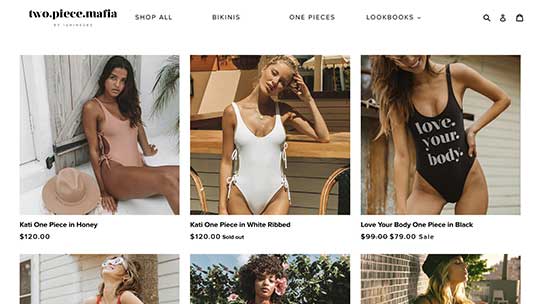 two.piece.mafia
SHOP ALL
BIKINIS
ONE PIECES
LOOKBOOKS
love.
your.
body.
Kati One Piece in Honey
$120.00
Kati One Piece in White Ribbed
$120.00 Sold out
Love Your Body One Piece in Black
$99.00 $79.00 Sale